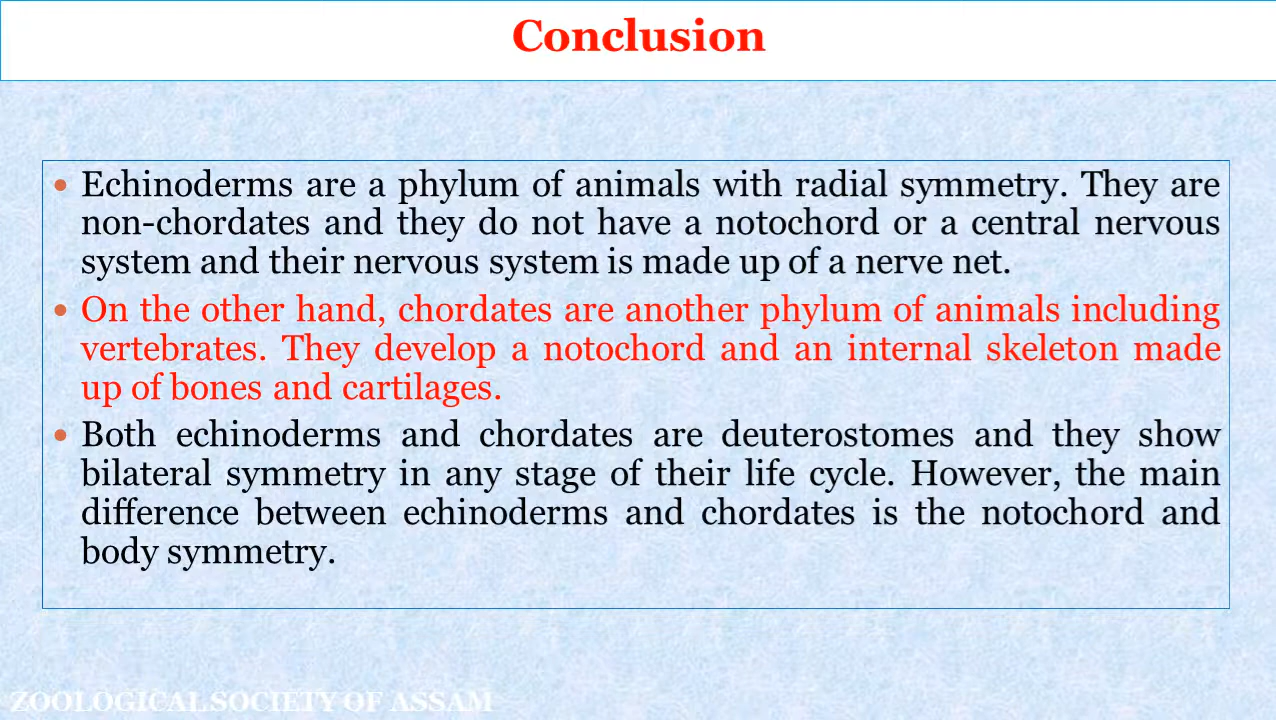 Conclusion
• Echinoderms are a phylum of animals with radial symmetry. They are
non-chordates and they do not have a notochord or a central nervous
system and their nervous system is made up of a nerve net.
• On the other hand, chordates are another phylum of animals including
vertebrates. They develop a notochord and an internal skeleton made
up of bones and cartilages.
• Both echinoderms and chordates are deuterostomes and they show
bilateral symmetry in any stage of their life cycle. However, the main
difference between echinoderms and chordates is the notochord and
body symmetry.
ZOOLOGICAL SOCIETY OF ASSAM